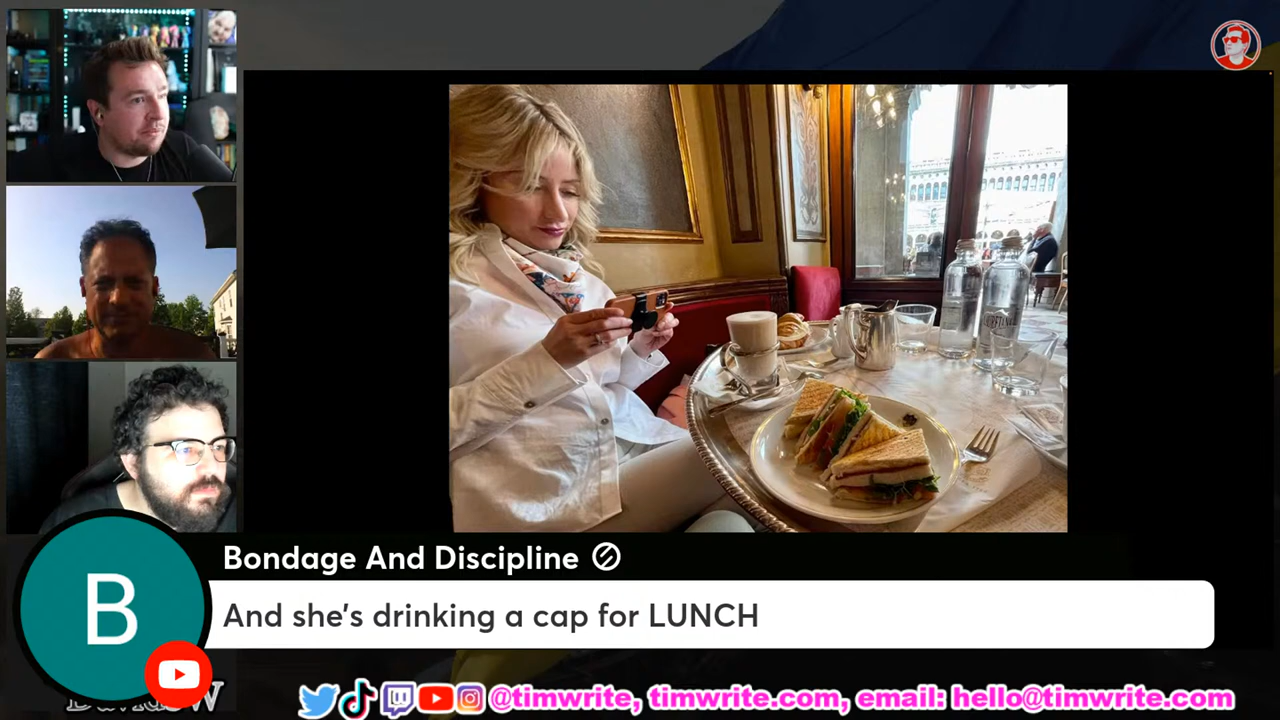 Bondage And Discipline
B
And she's drinking a cap for LUNCH
@timwrite, timwrite.com, email: hello@timwrite.com